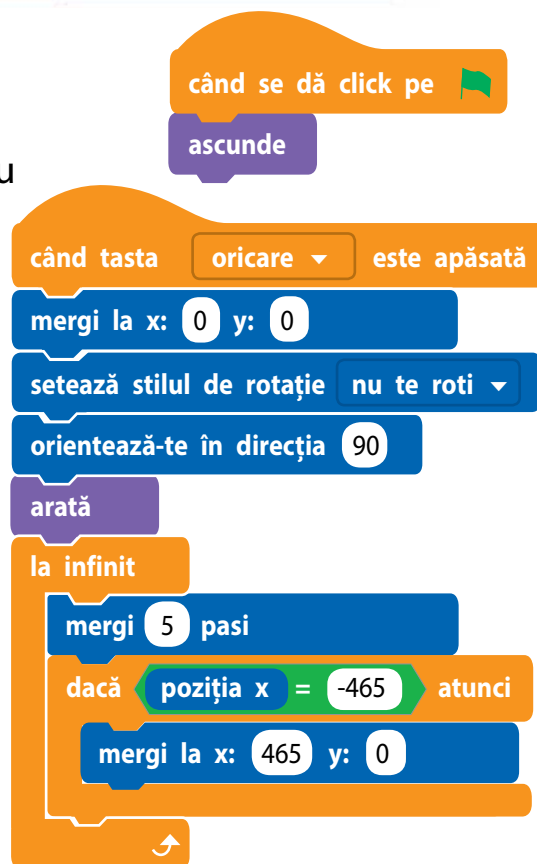 când se dă click pe
ascunde
u
când tasta oricare este apăsată
mergi la x: 0 y: 0
setează stilul de rotație nu te roti
orientează-te în direcția 90
arată
la infinit
mergi 5 pasi
dacă poziția x = -465 atunci
mergi la x: 465 y: 0